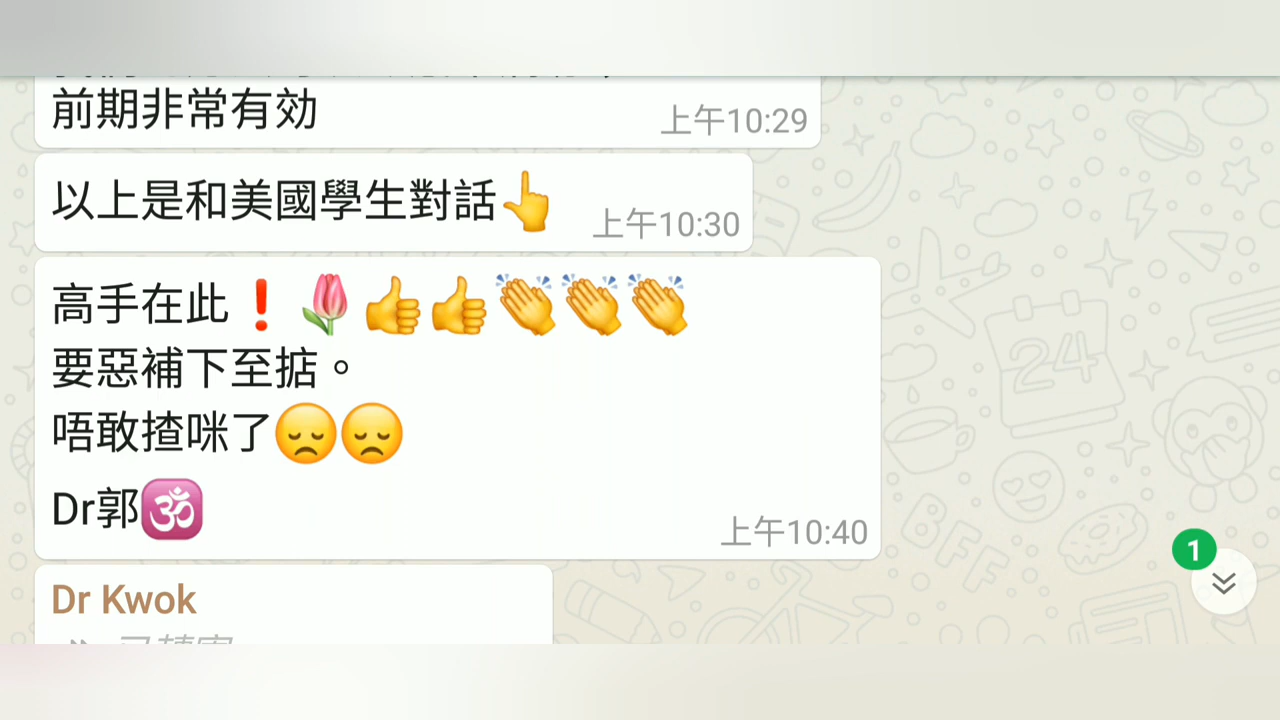 前期非常有効
上午10:29
以上是和美國學生對話👆
上午10:30
高手在此❗🌷👍👍👏👏👏
要惡補下至掂。
唔敢揸咪了😞😞
Dr郭🕉
上午10:40
1
Dr Kwok